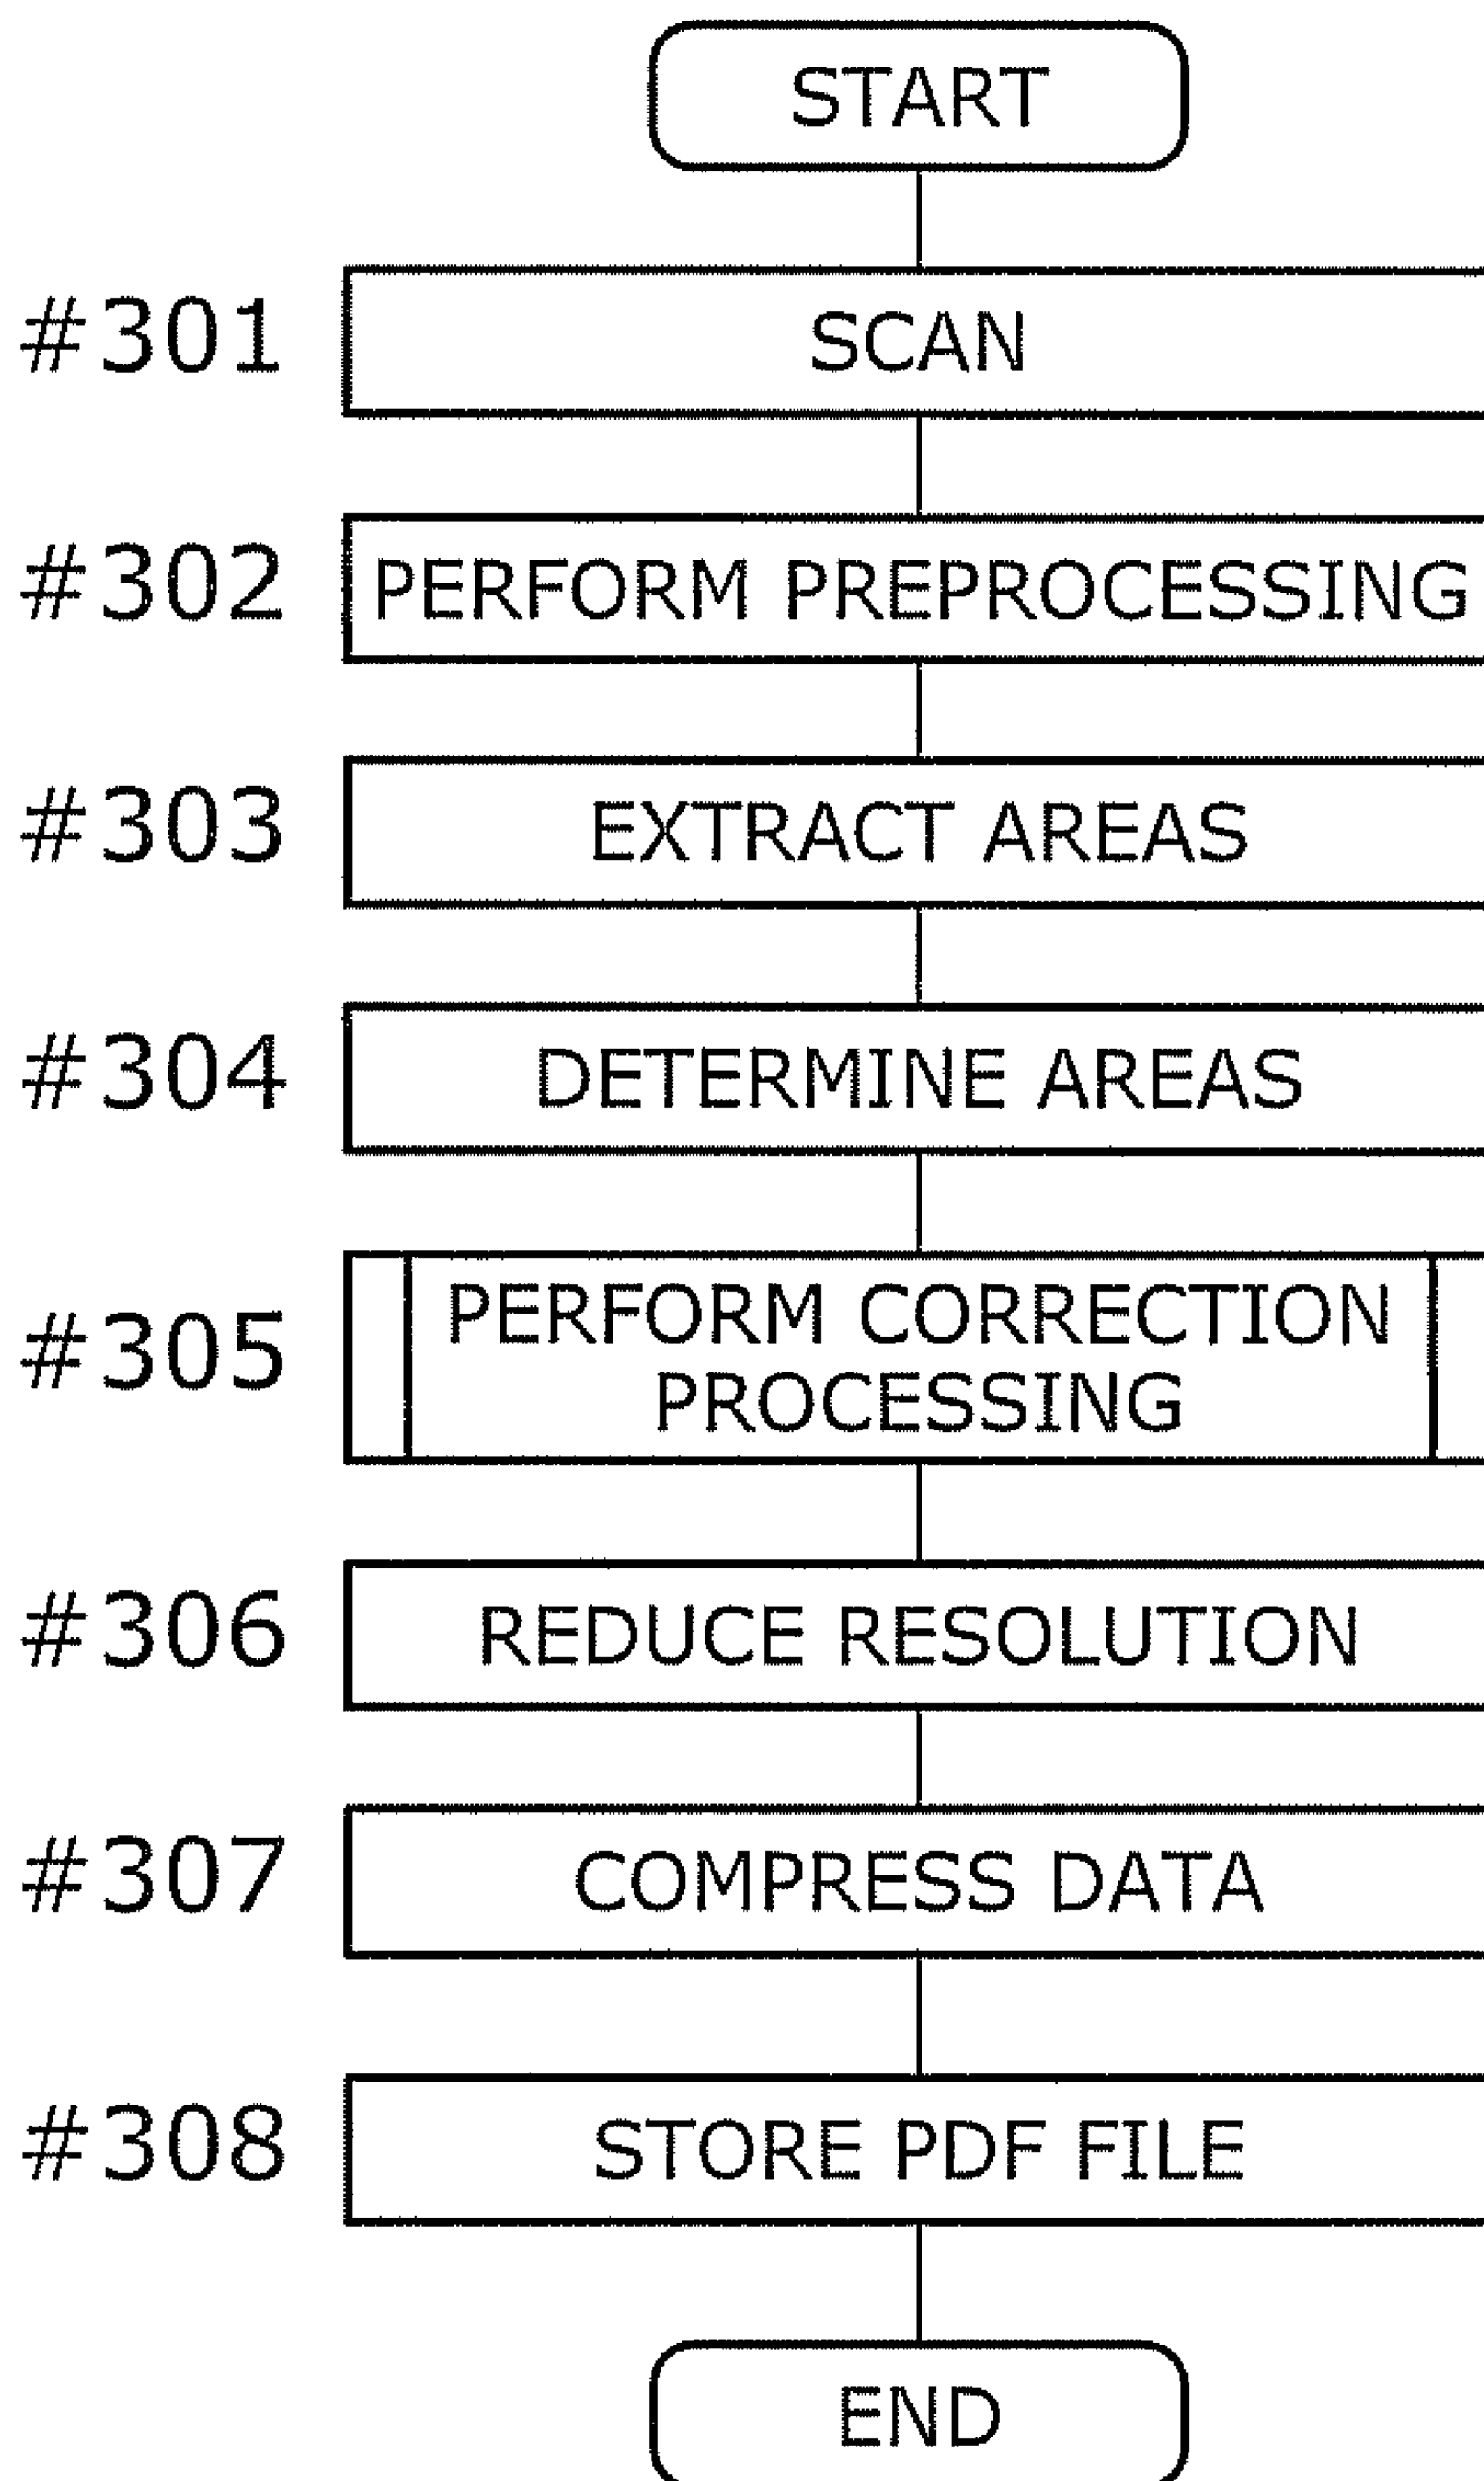 START
#301 SCAN
#302 PERFORM PREPROCESSING
#303 EXTRACT AREAS
#304 DETERMINE AREAS
#305 PERFORM CORRECTION
PROCESSING
#306 REDUCE RESOLUTION
#307 COMPRESS DATA
#308 STORE PDF FILE
END